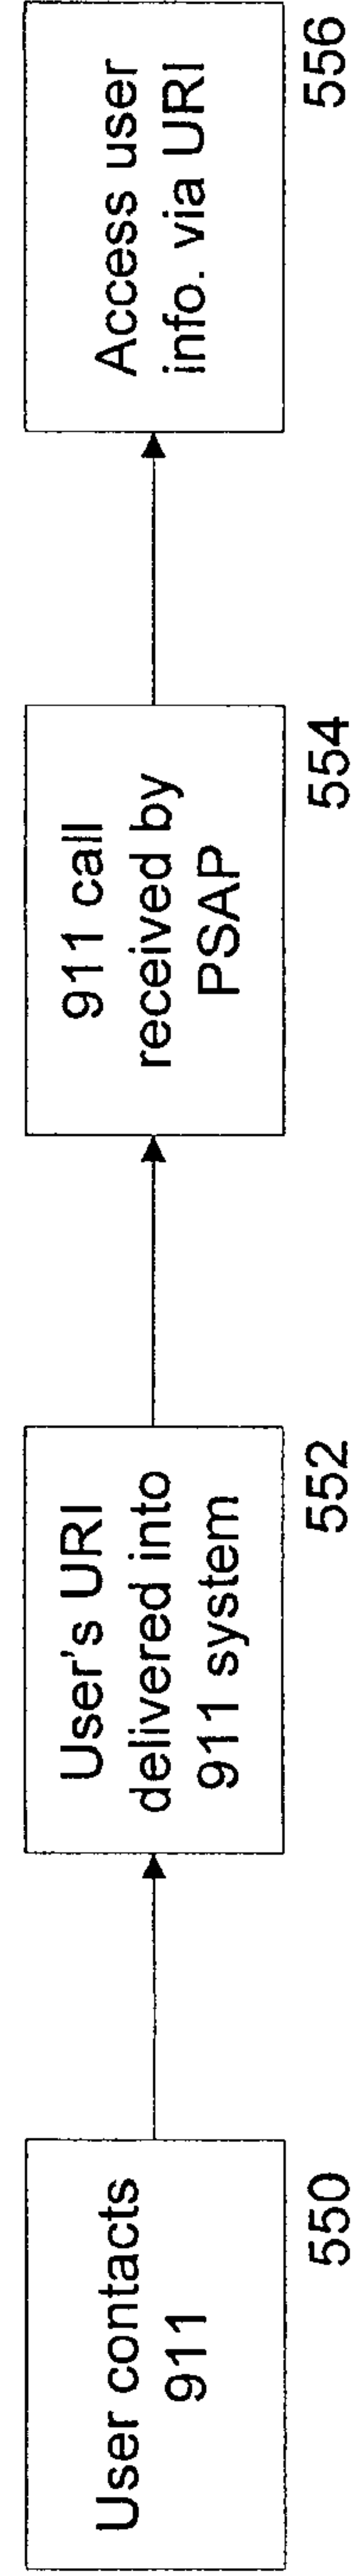 User contacts
911
550
User's URI
delivered into
911 system
552
911 call
received by
PSAP
554
Access user
info. via URI
556